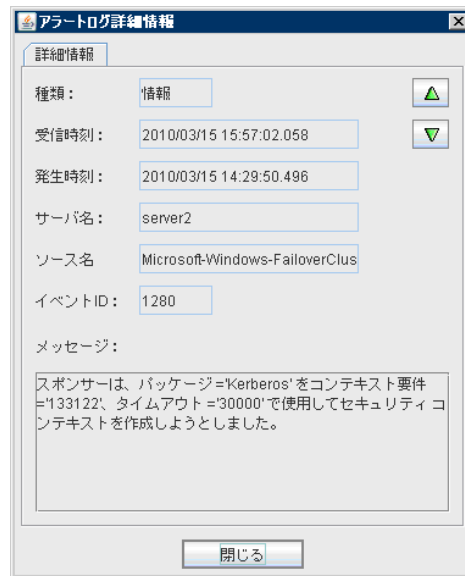 アラートログ詳細情報
詳細情報
種類： 情報
受信時刻： 2010/03/15 15:57:02.058
発生時刻： 2010/03/15 14:29:50.496
サーバ名： server2
ソース名 Microsoft-Windows-FailoverClus
イベントID： 1280
メッセージ：
スポンサーは、パッケージ='Kerberos' をコンテキスト要件
='133122'、タイムアウト='30000' で使用してセキュリティ コ
ンテキストを作成しようとしました。
閉じる